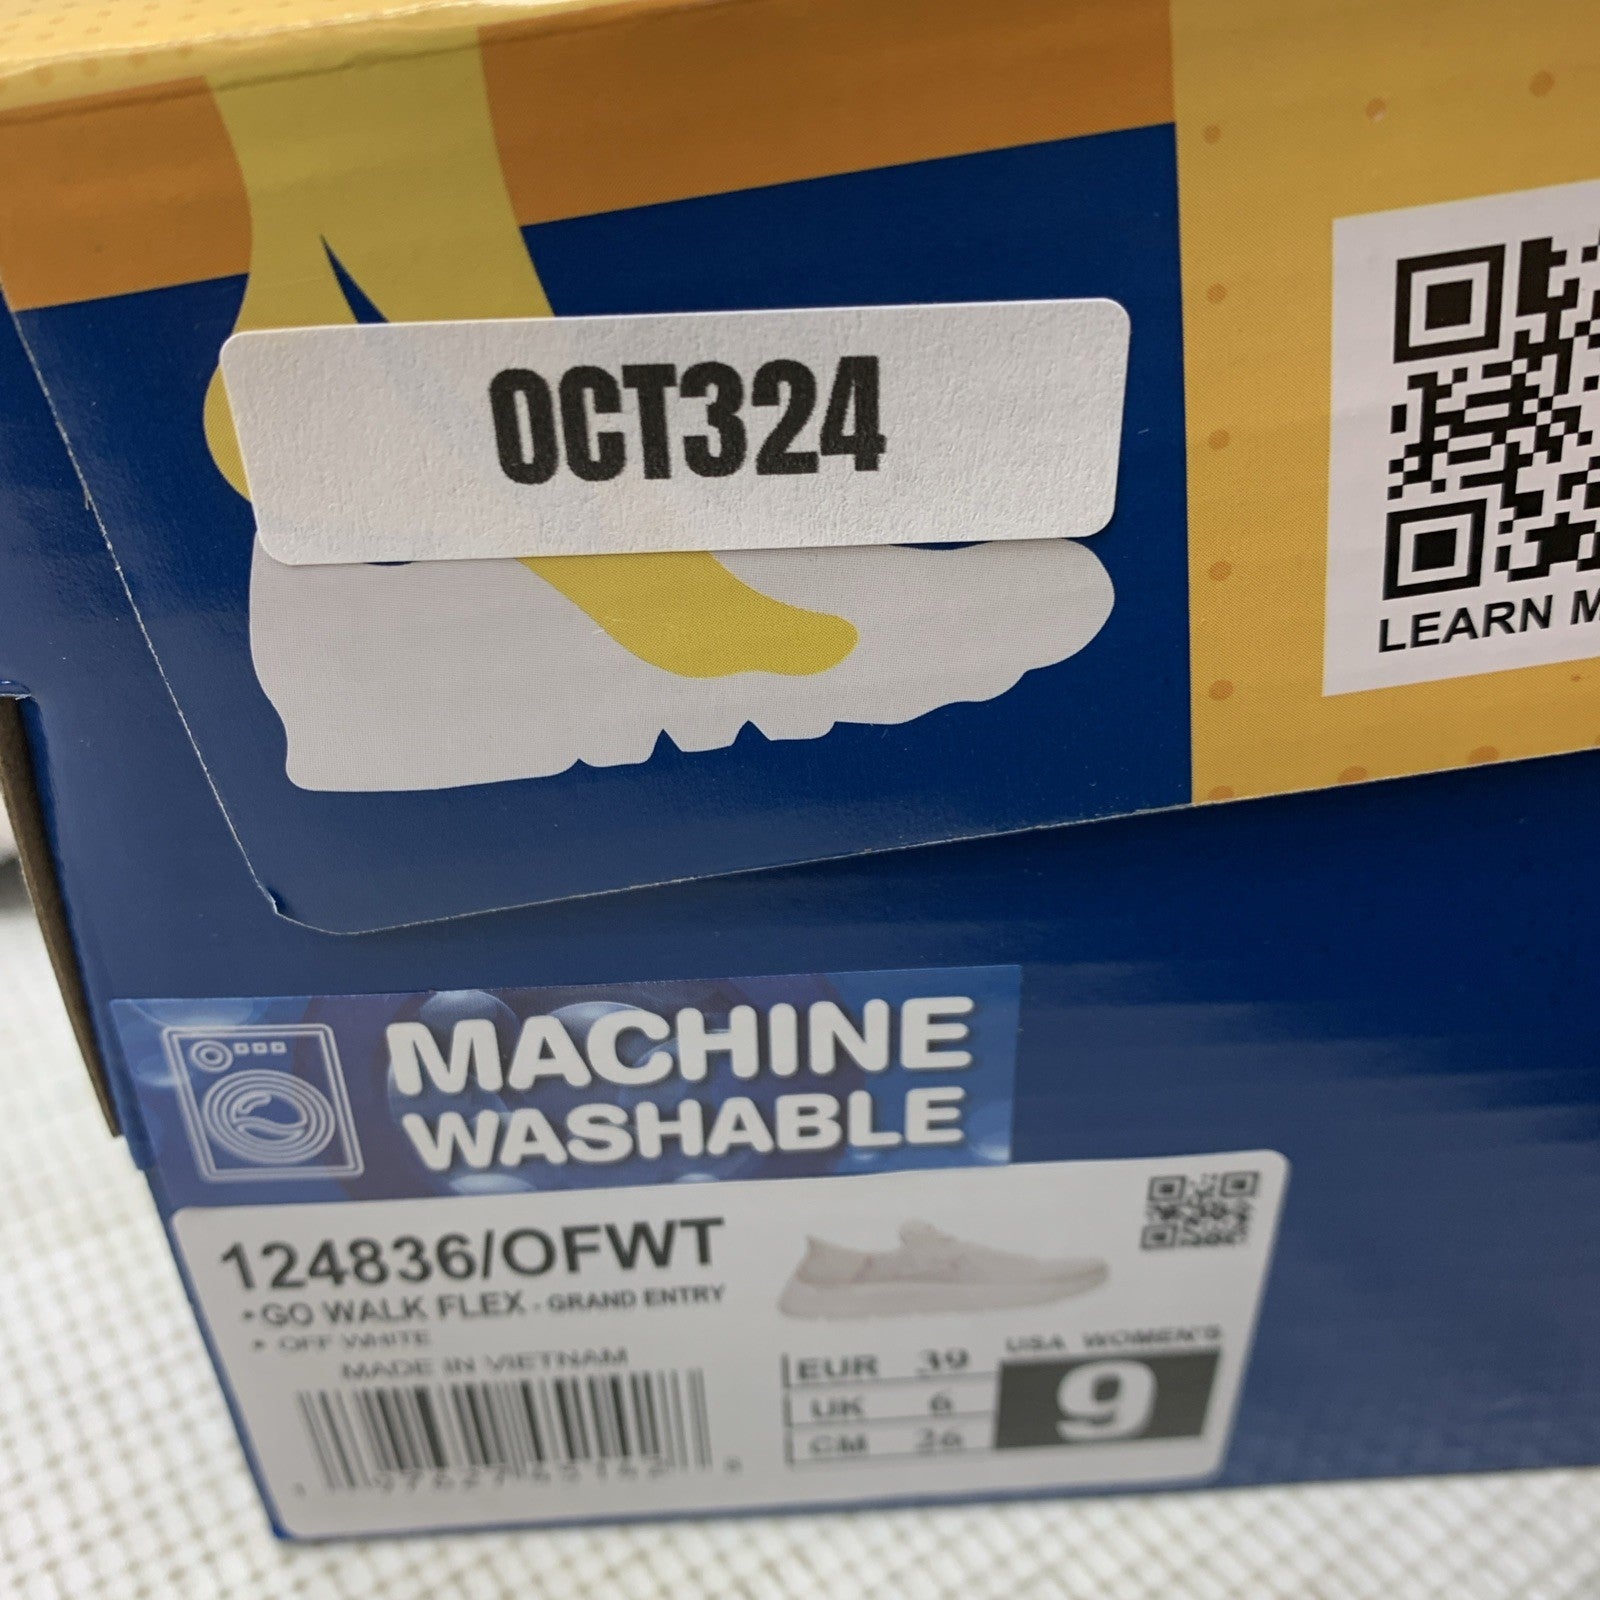 OCT324
LEARN
MACHINE
WASHABLE
124836/OFWT
•GO WALK FLEX - GRAND ENTRY
• OFF WHITE
MADE IN VIETNAM
EUR 39
UK 6
CM 26
USA WOMEN'S
9